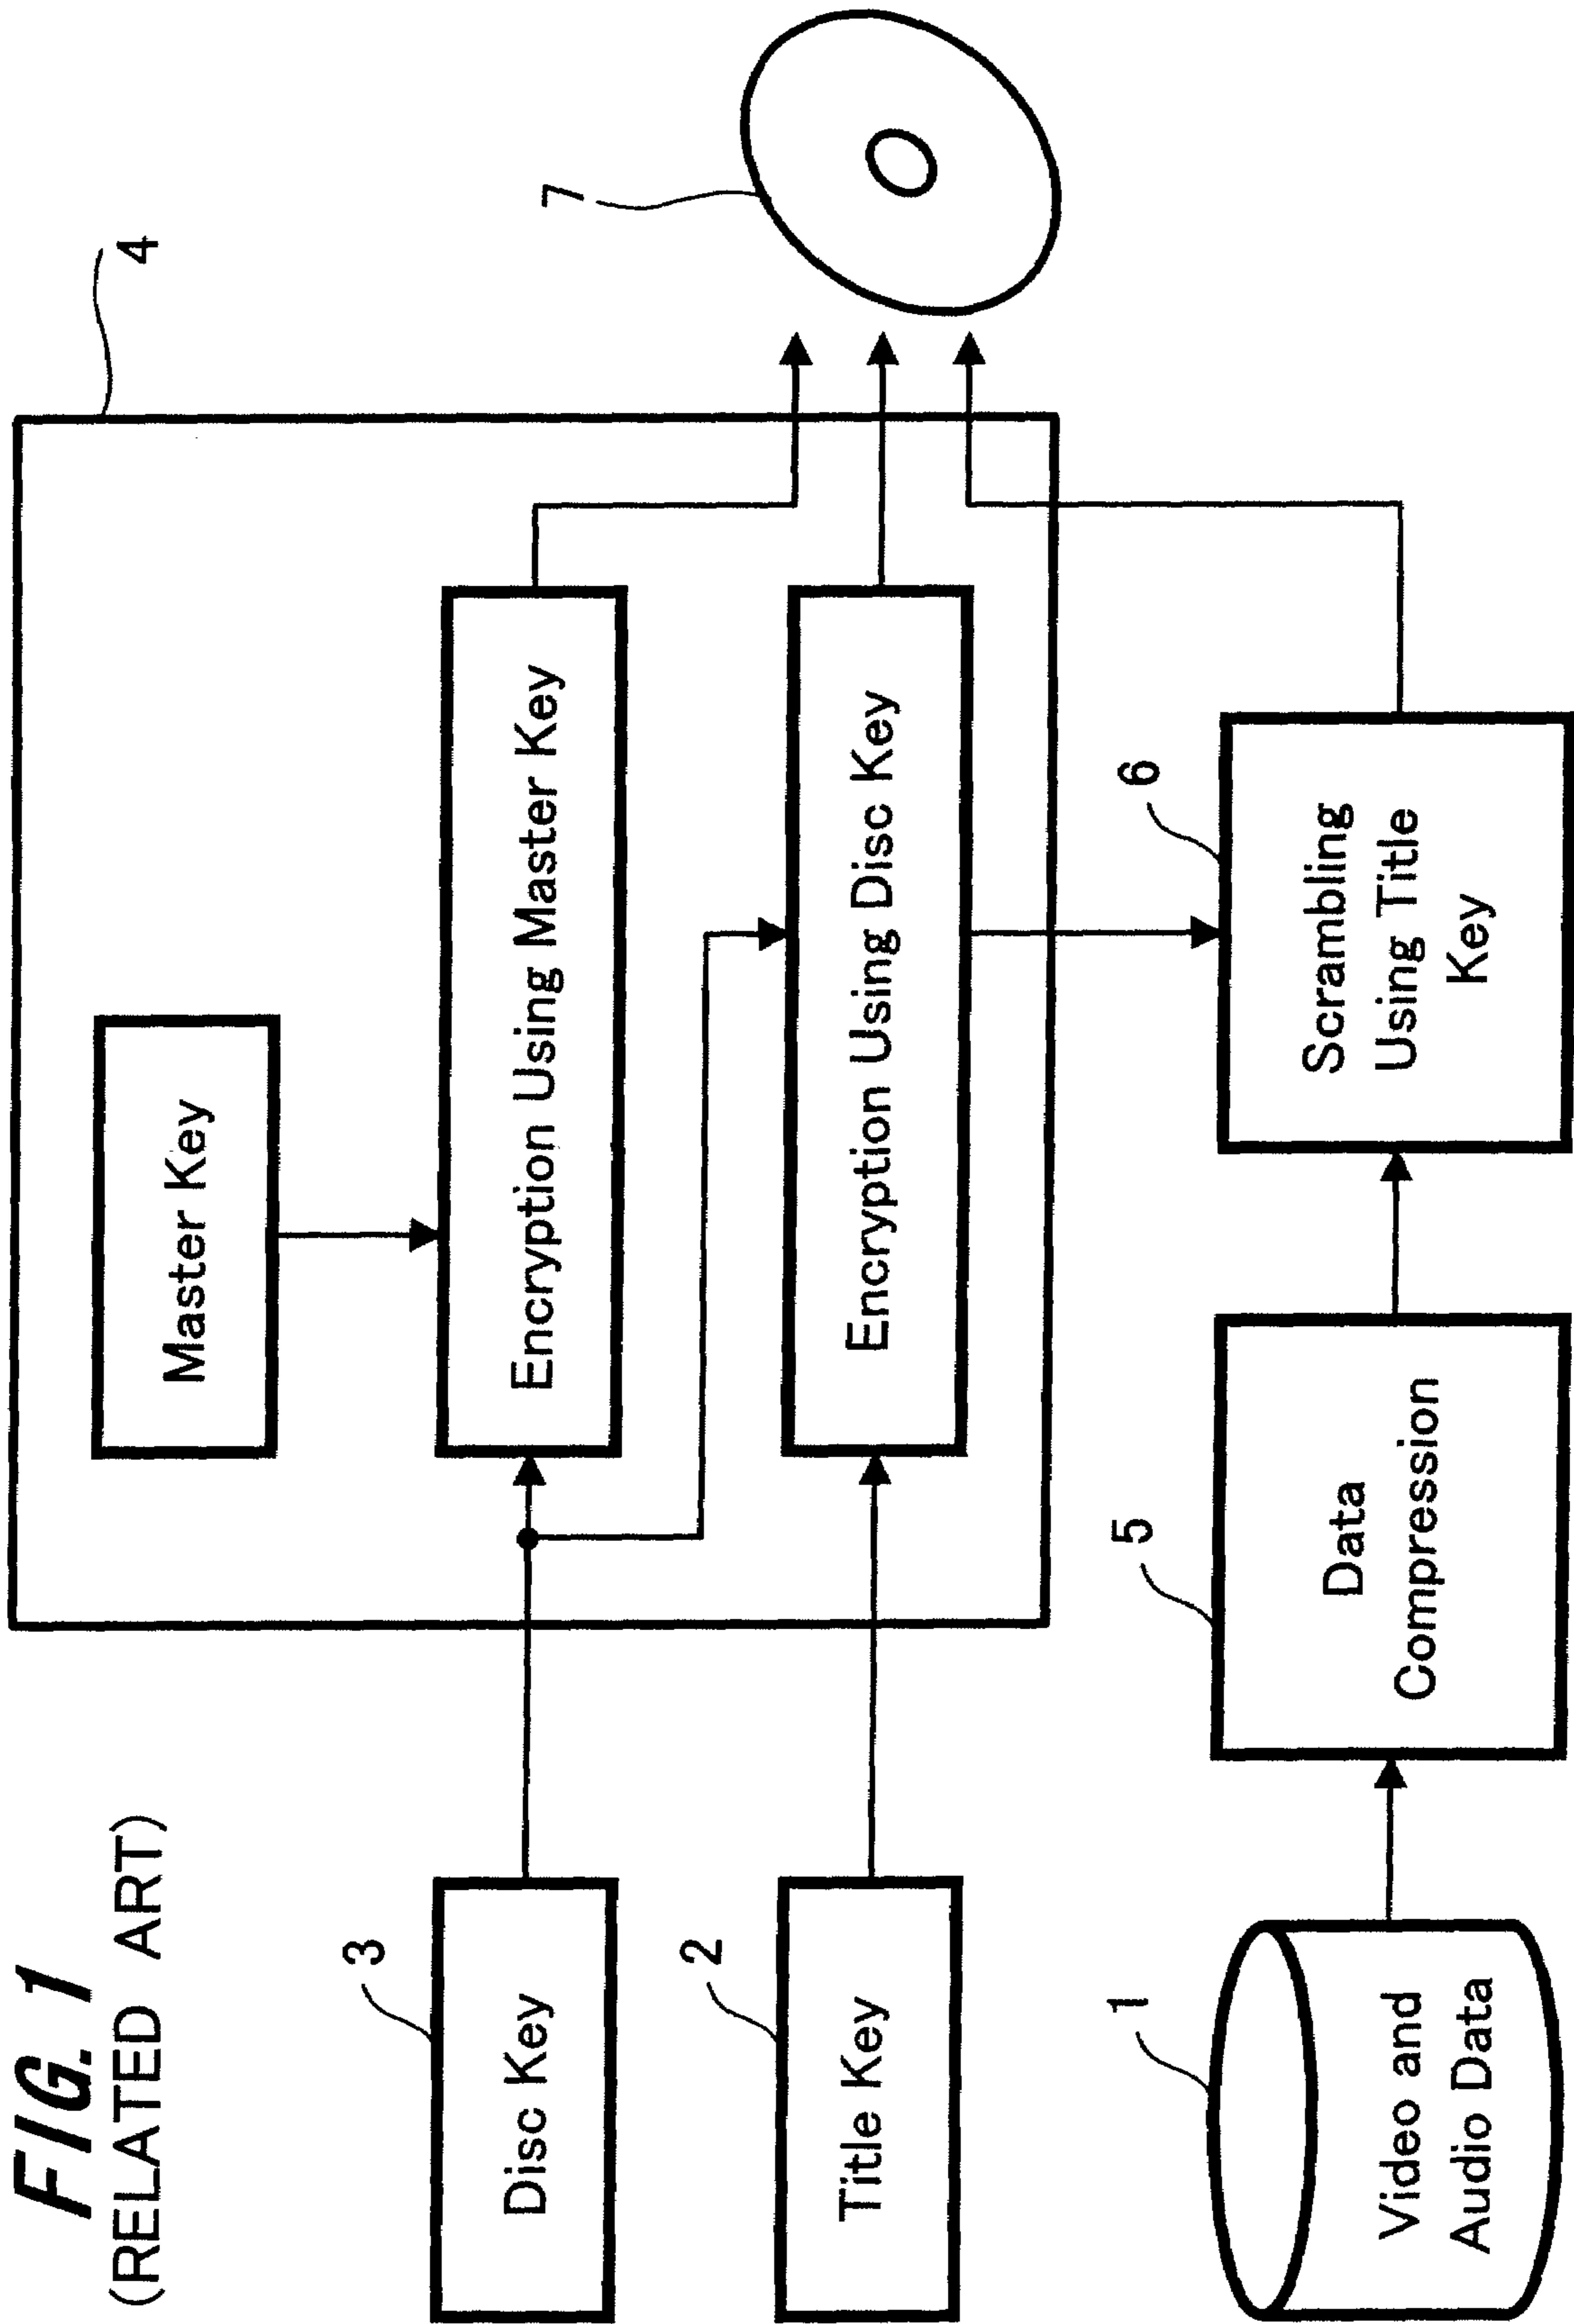 FIG. 1
(RELATED ART)
4
Master Key
7
3
Disc Key
Encryption Using Master Key
2
Title Key
Encryption Using Disc Key
1
Video and
Audio Data
5
Data
Compression
6
Scrambling
Using Title
Key